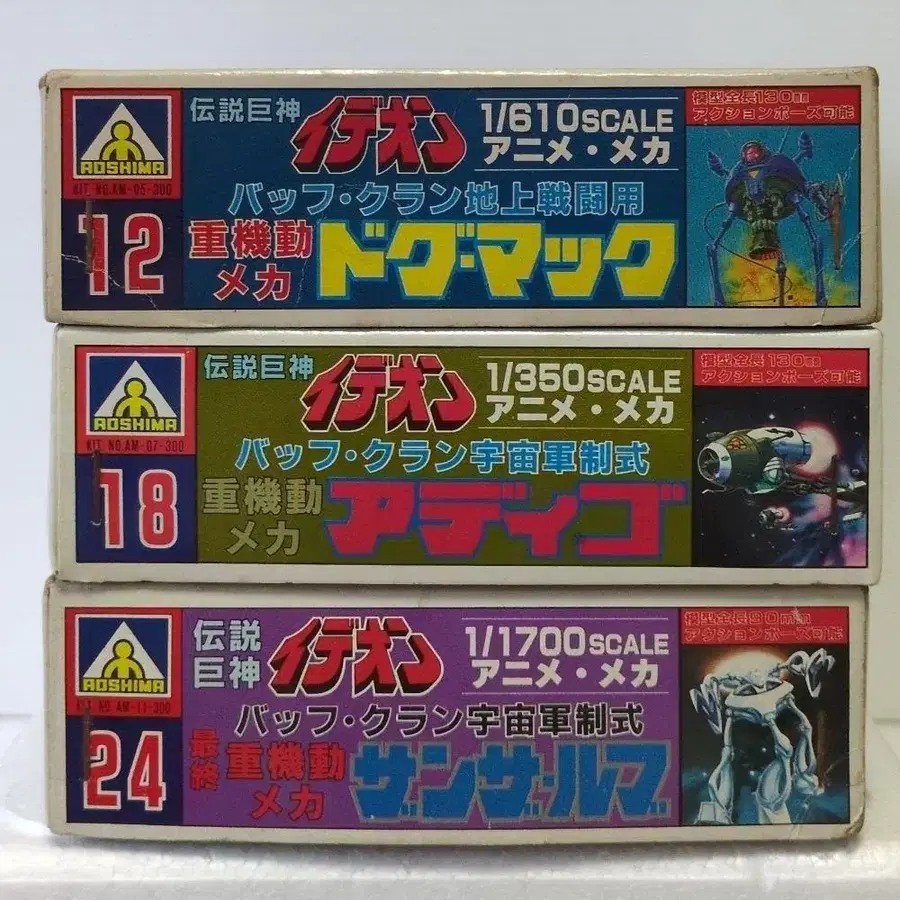 AOSHIMA
KIT NO.AM-05-300
12
伝説巨神
イデオン
1/610SCALE
アニメ・メカ
バッフ・クラン地上戦闘用
重機動
メカ
ドグ・マック
模型全長130mm
アクションポーズ可能
AOSHIMA
KIT NO.AM-07-300
18
伝説巨神
イデオン
1/350SCALE
アニメ・メカ
バッフ・クラン宇宙軍制式
重機動
メカ
アディゴ
模型全長130mm
アクションポーズ可能
AOSHIMA
KIT NO.AM-11-300
24
伝説
巨神
イデオン
1/1700SCALE
アニメ・メカ
バッフ・クラン宇宙軍制式
最終
重機動
メカ
ザンザ・ルブ
模型全長90mm
アクションポーズ可能